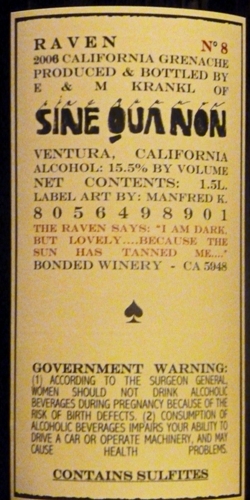 RAVEN Nº 8
2006 CALIFORNIA GRENACHE
PRODUCED & BOTTLED BY
E & M KRANKL OF
SINE QUA NON
VENTURA, CALIFORNIA
ALCOHOL: 15.5% BY VOLUME
NET CONTENTS: 1.5L.
LABEL ART BY: MANFRED K.
8056498901
THE RAVEN SAYS: "I AM DARK,
BUT LOVELY....BECAUSE THE
SUN HAS TANNED ME...."
BONDED WINERY - CA 5948
GOVERNMENT WARNING:
(1) ACCORDING TO THE SURGEON GENERAL,
WOMEN SHOULD NOT DRINK ALCOHOLIC
BEVERAGES DURING PREGNANCY BECAUSE OF THE
RISK OF BIRTH DEFECTS. (2) CONSUMPTION OF
ALCOHOLIC BEVERAGES IMPAIRS YOUR ABILITY TO
DRIVE A CAR OR OPERATE MACHINERY, AND MAY
CAUSE HEALTH PROBLEMS.
CONTAINS SULFITES